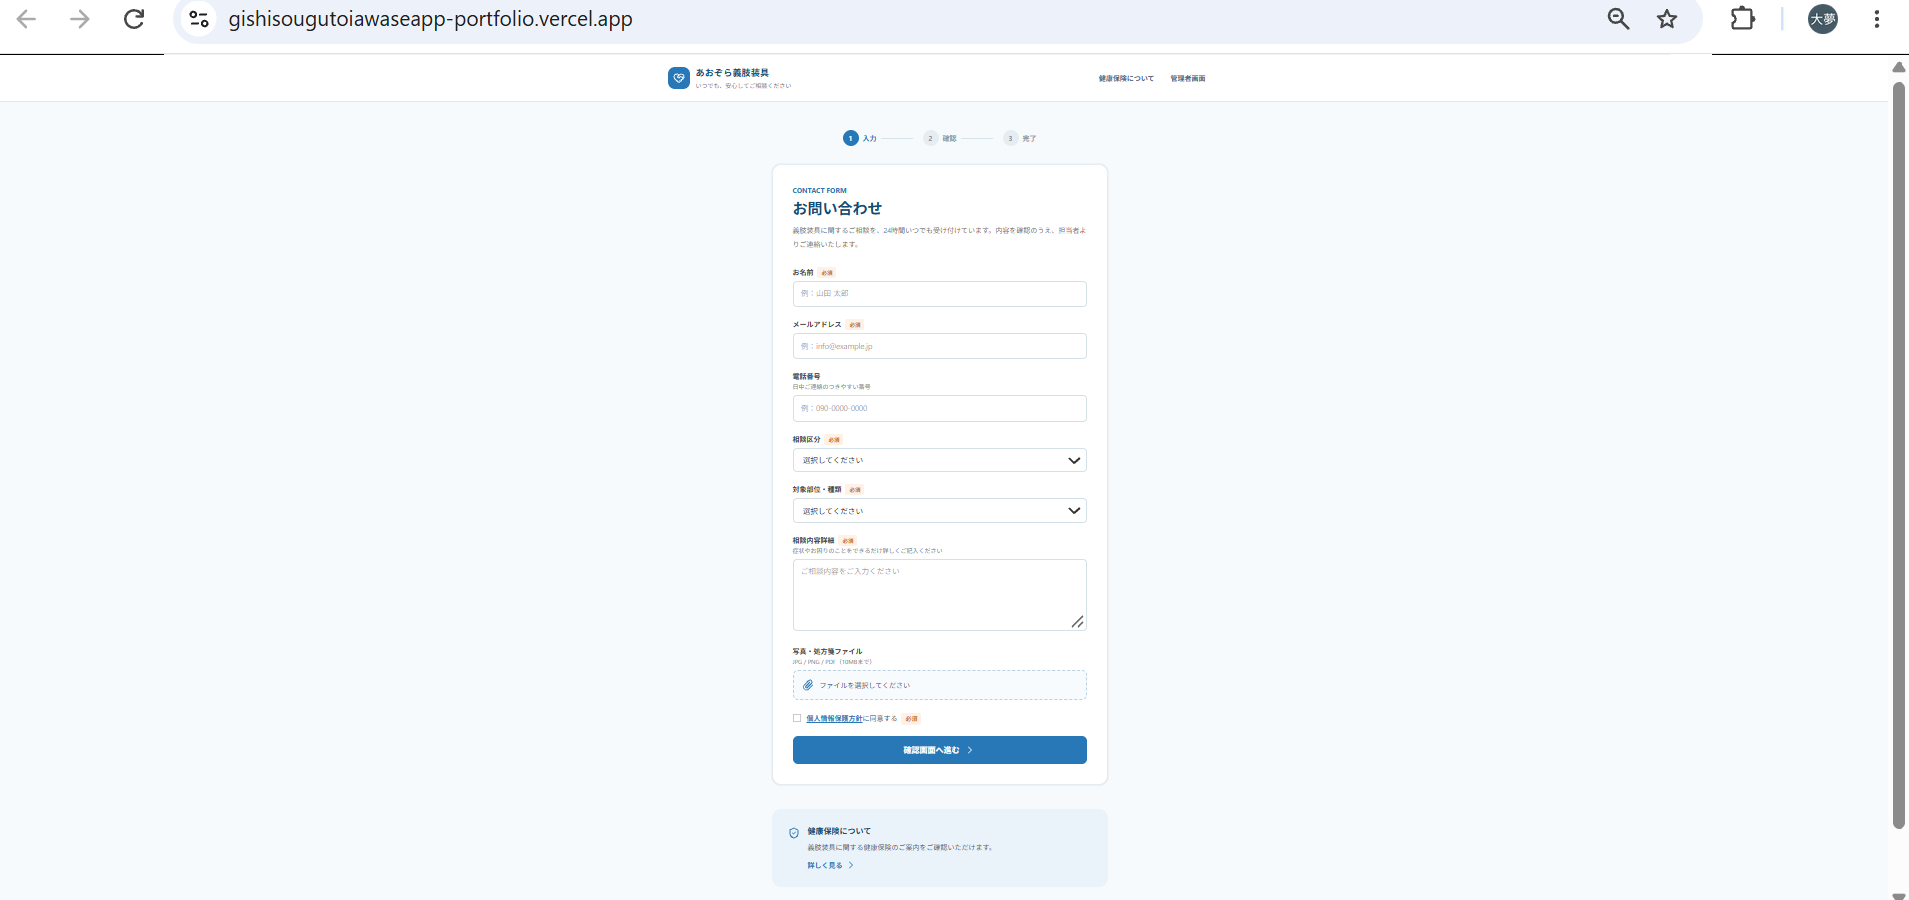 gishisougutoiawaseapp-portfolio.vercel.app
大夢
あおぞら義肢装具
いつでも、安心してご相談ください
健康保険について
管理者画面
1 入力
2 確認
3 完了
CONTACT FORM
お問い合わせ
義肢装具に関するご相談を、24時間いつでも受け付けています。内容を確認のうえ、担当者よ
りご連絡いたします。
お名前 必須
例：山田 太郎
メールアドレス 必須
例：info@example.jp
電話番号
日中ご連絡のつきやすい番号
例：090-0000-0000
相談区分 必須
選択してください
対象部位・種類 必須
選択してください
相談内容詳細 必須
症状やお困りのことをできるだけ詳しくご記入ください
ご相談内容をご入力ください
写真・処方箋ファイル
JPG / PNG / PDF（10MBまで）
ファイルを選択してください
個人情報保護方針に同意する 必須
確認画面へ進む
健康保険について
義肢装具に関する健康保険のご案内をご確認いただけます。
詳しく見る